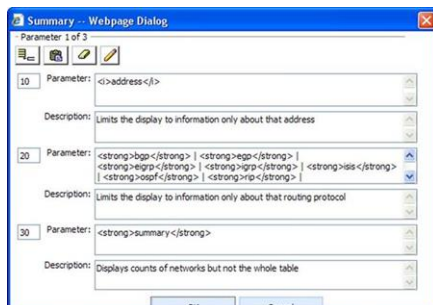 Summary -- Webpage Dialog
Parameter 1 of 3
10 Parameter: <i>address</i>
Description: Limits the display to information only about that address
20 Parameter: <strong>bgp</strong> | <strong>egp</strong> |
<strong>eigrp</strong> | <strong>igrp</strong> | <strong>isis</strong>
| <strong>ospf</strong> | <strong>rip</strong> |
Description: Limits the display to information only about that routing protocol
30 Parameter: <strong>summary</strong>
Description: Displays counts of networks but not the whole table